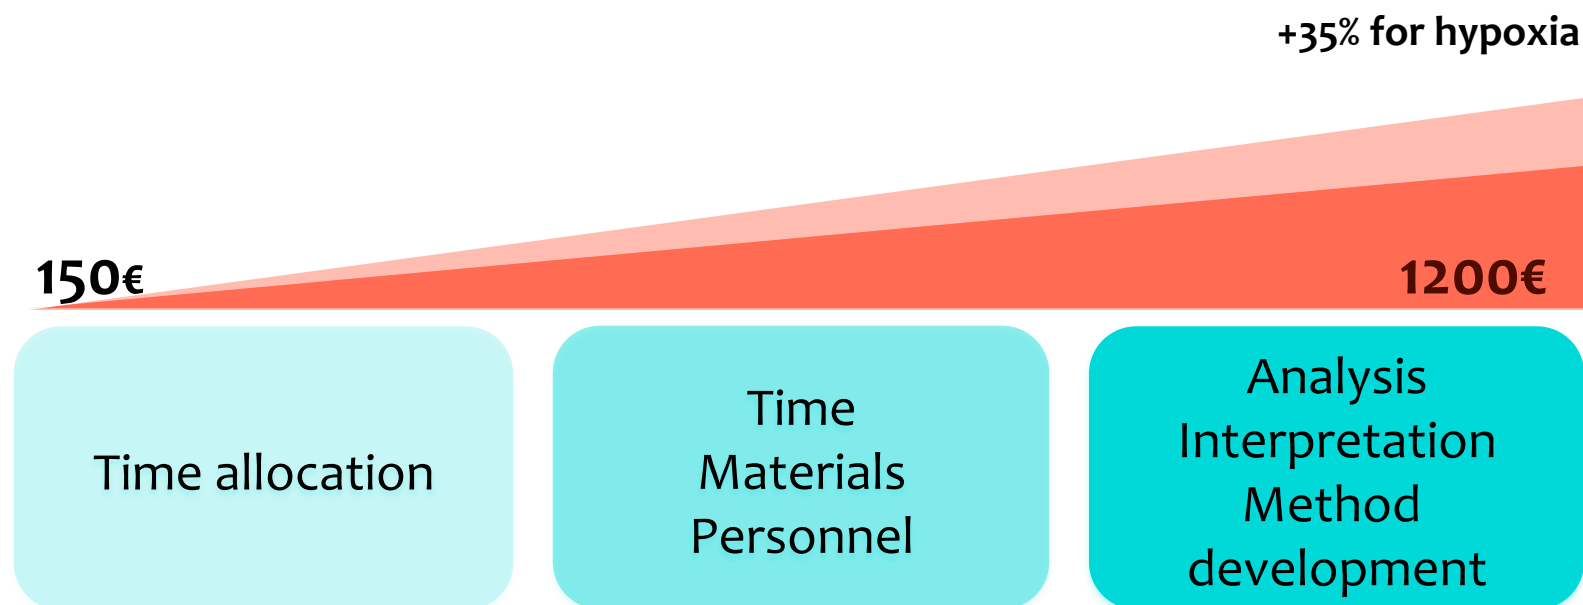 +35% for hypoxia
150€
1200€
Time allocation
Time
Materials
Personnel
Analysis
Interpretation
Method
development